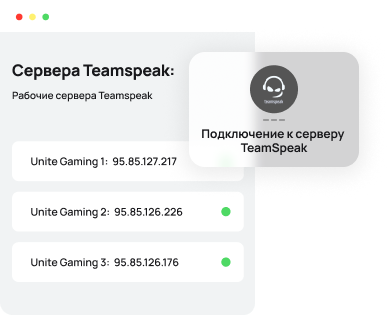 Сервера Teamspeak:
Рабочие сервера Teamspeak
teamspeak
Подключение к серверу
TeamSpeak
Unite Gaming 1: 95.85.127.217
Unite Gaming 2: 95.85.126.226
Unite Gaming 3: 95.85.126.176